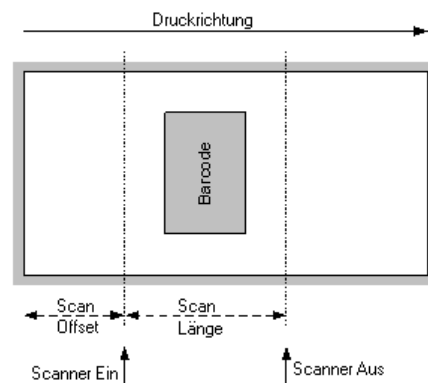 Druckrichtung
Barcode
Scan
Offset
Scan
Länge
Scanner Ein
Scanner Aus